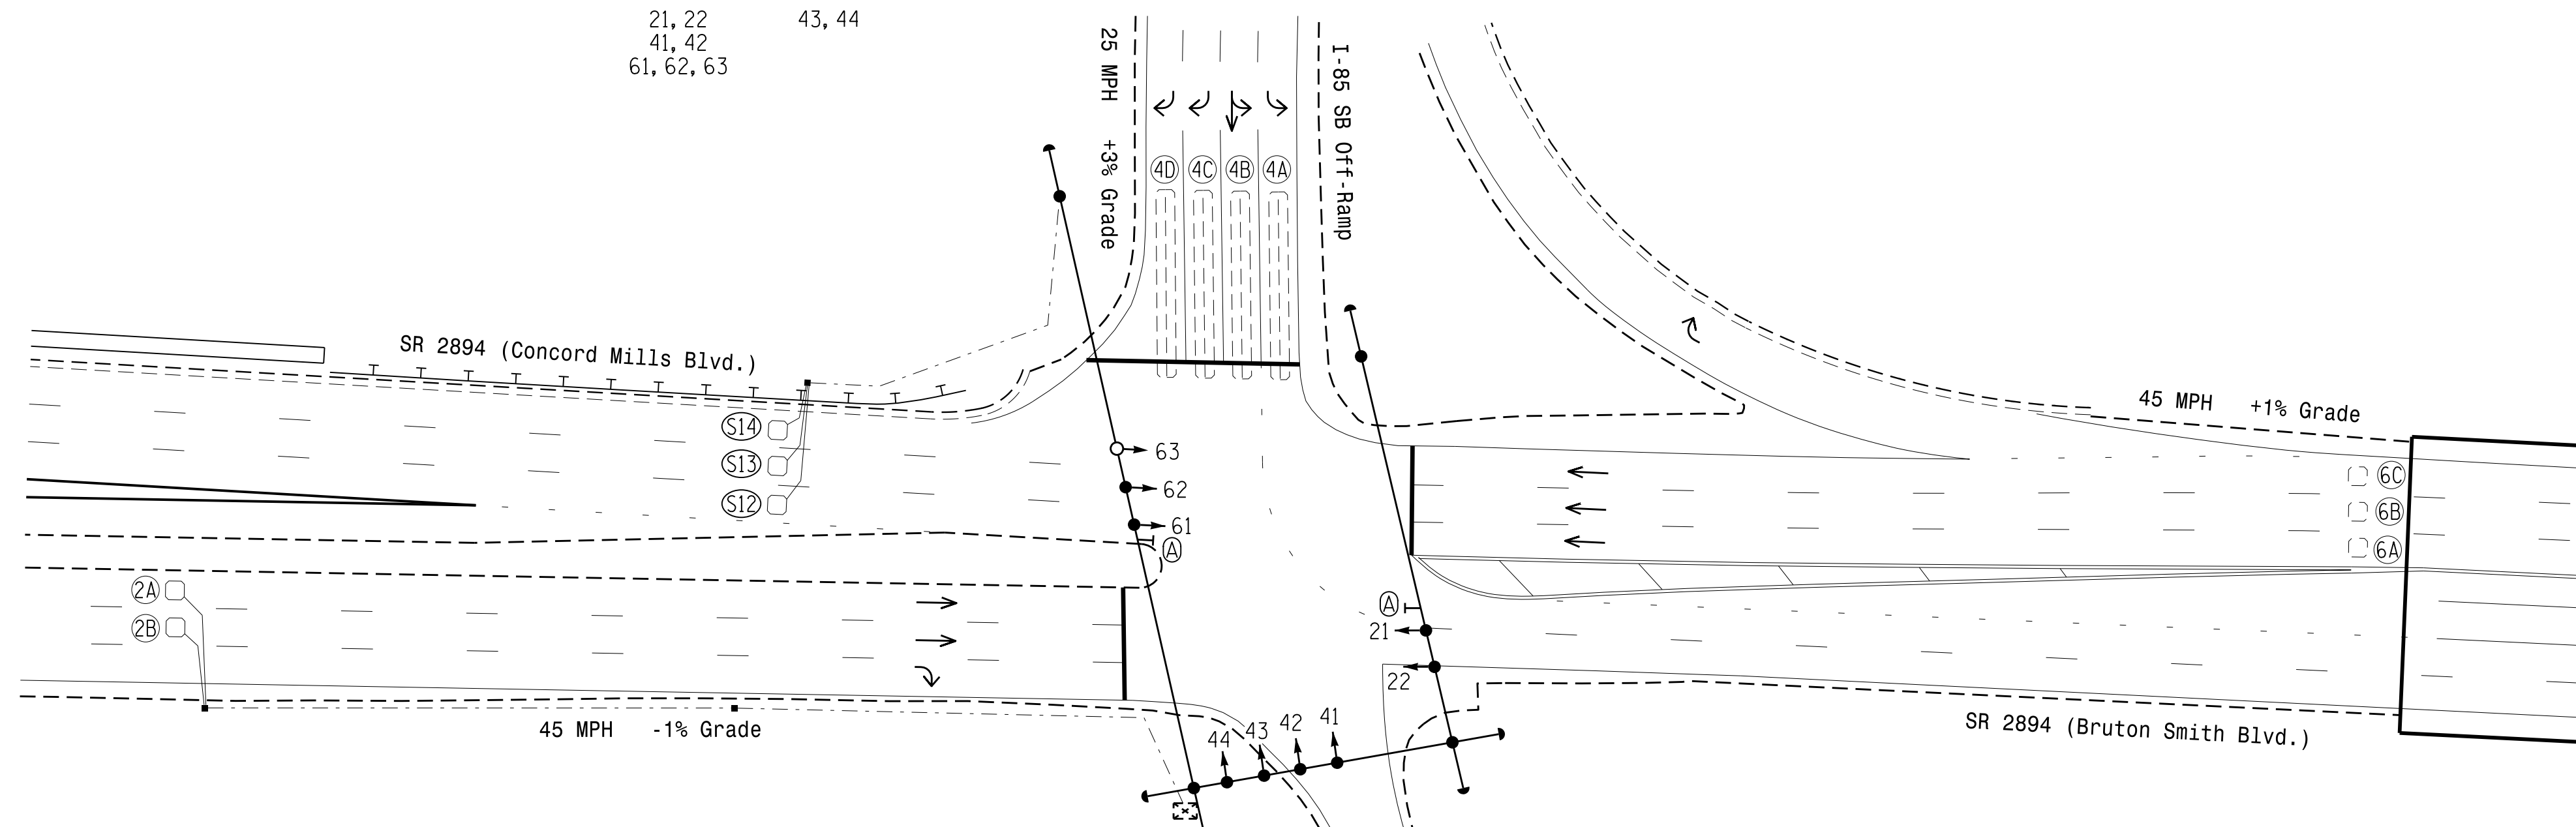 21, 22 43, 44
41, 42
61, 62, 63
25 MPH +3% Grade
I-85 SB Off-Ramp
4D 4C 4B 4A
SR 2894 (Concord Mills Blvd.)
45 MPH +1% Grade
S14
S13
S12
63
62
61
A
6C
6B
6A
2A
2B
A
21
22
45 MPH -1% Grade
44 43 42 41
SR 2894 (Bruton Smith Blvd.)